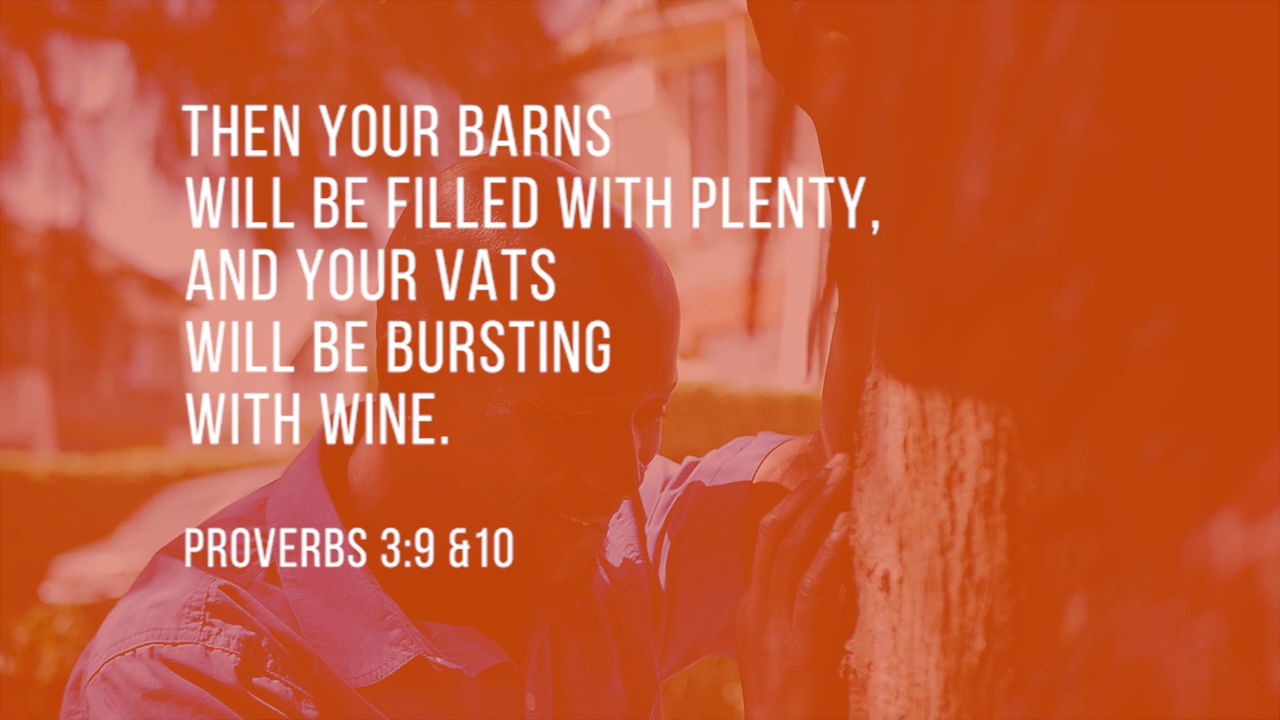 THEN YOUR BARNS
WILL BE FILLED WITH PLENTY,
AND YOUR VATS
WILL BE BURSTING
WITH WINE.
PROVERBS 3:9 &10